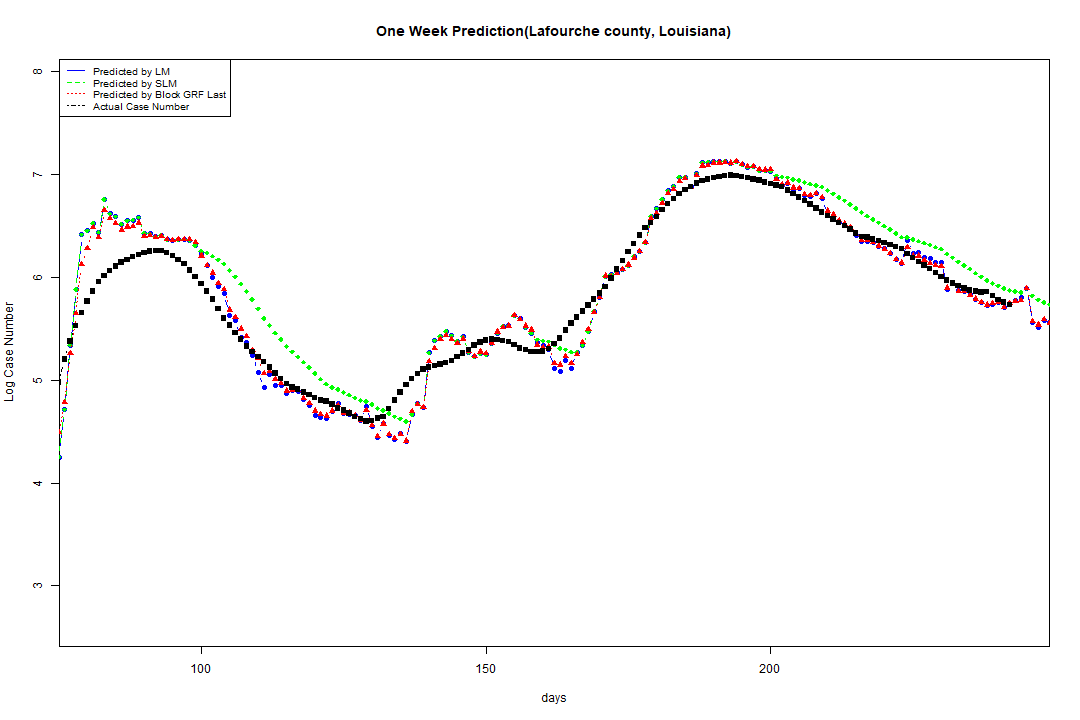 One Week Prediction(Lafourche county, Louisiana)
Predicted by LM
Predicted by SLM
Predicted by Block GRF Last
Actual Case Number
8
7
6
5
4
3
Log Case Number
100 150 200
days